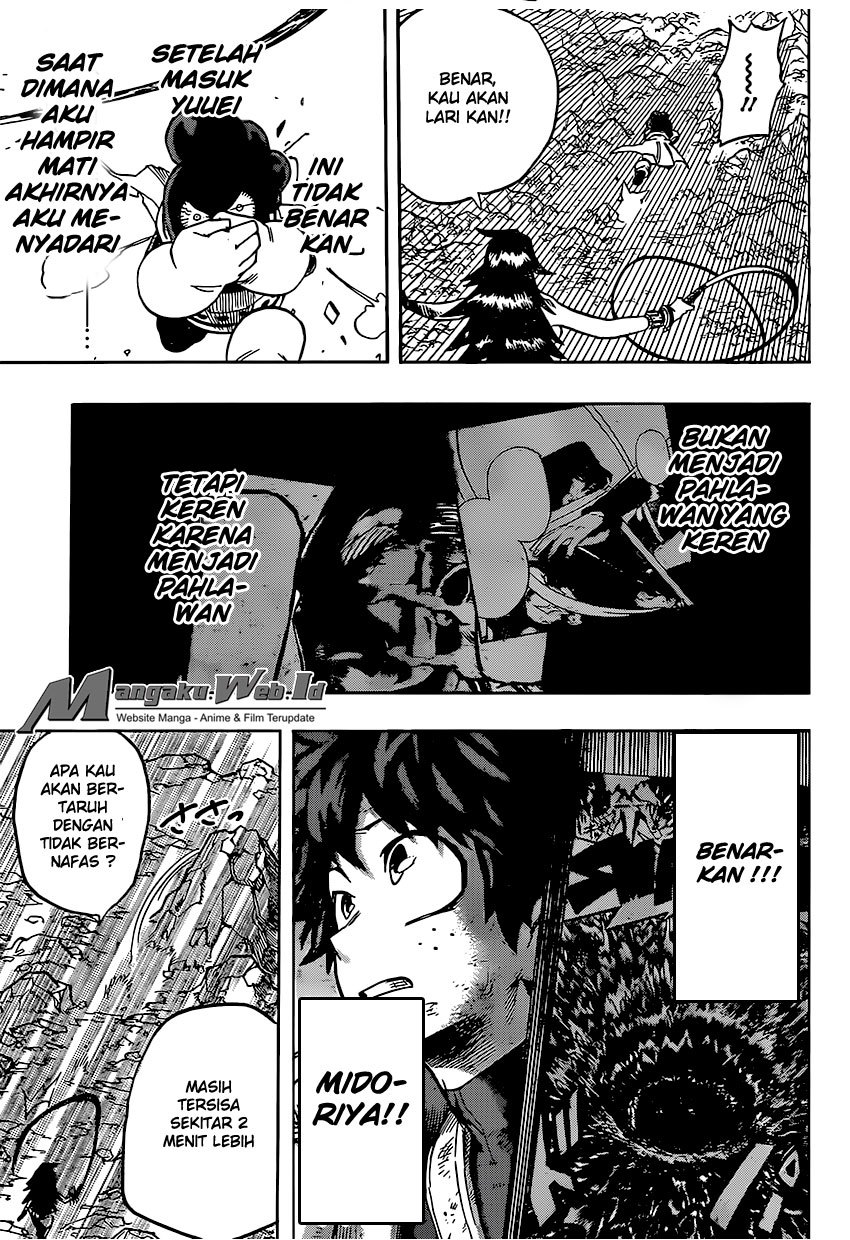 ~~~!!
BENAR,
KAU AKAN
LARI KAN!!
SETELAH
MASUK
YUUEI
INI
TIDAK
BENAR
KAN
SAAT
DIMANA
AKU
HAMPIR
MATI
AKHIRNYA
AKU ME-
NYADARI
......
BUKAN
MENJADI
PAHLA-
WAN YANG
KEREN
TETAPI
KEREN
KARENA
MENJADI
PAHLA-
WAN
Mangaku.Web.Id
Website Manga - Anime & Film Terupdate
BENAR-
KAN !!!
MIDO-
RIYA!!
APA KAU
AKAN BER-
TARUH
DENGAN
TIDAK BER-
NAFAS ?
MASIH
TERSISA
SEKITAR 2
MENIT LEBIH